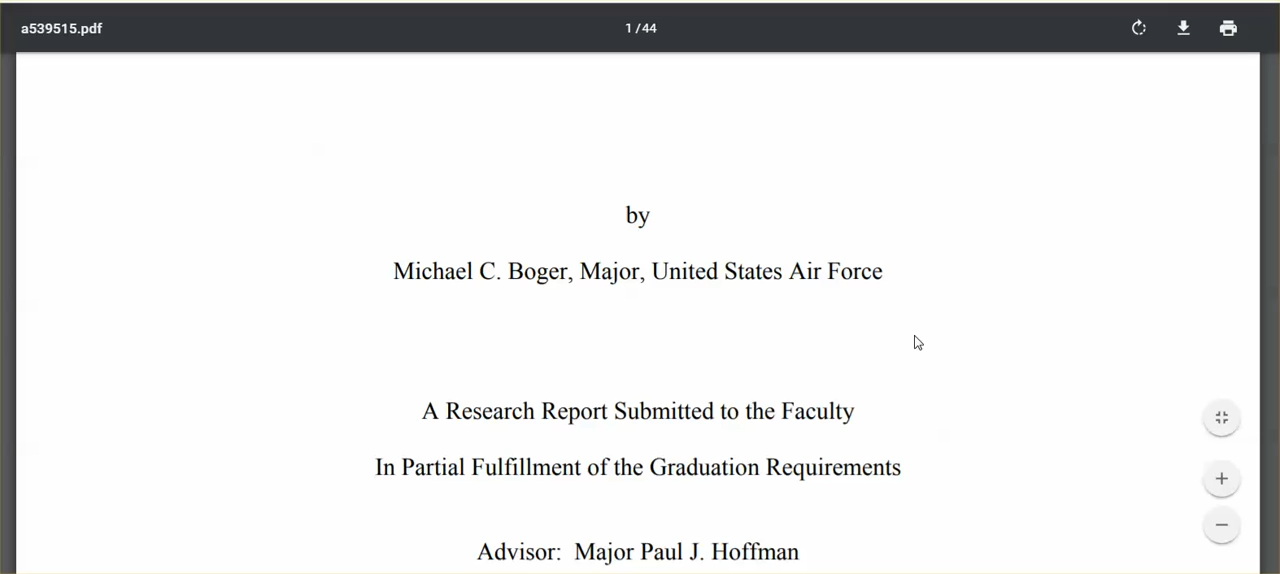 a539515.pdf
1 / 44
by
Michael C. Boger, Major, United States Air Force
A Research Report Submitted to the Faculty
In Partial Fulfillment of the Graduation Requirements
Advisor: Major Paul J. Hoffman